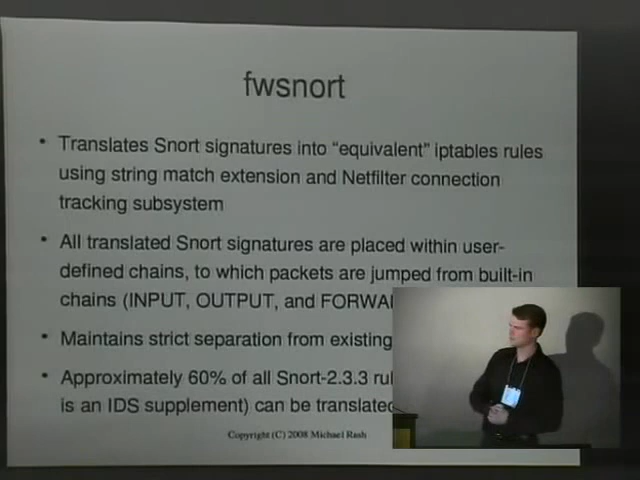 fwsnort
• Translates Snort signatures into "equivalent" iptables rules
using string match extension and Netfilter connection
tracking subsystem
• All translated Snort signatures are placed within user-
defined chains, to which packets are jumped from built-in
chains (INPUT, OUTPUT, and FORWA
• Maintains strict separation from existing
• Approximately 60% of all Snort-2.3.3 rul
is an IDS supplement) can be translated
Copyright (C) 2008 Michael Rash